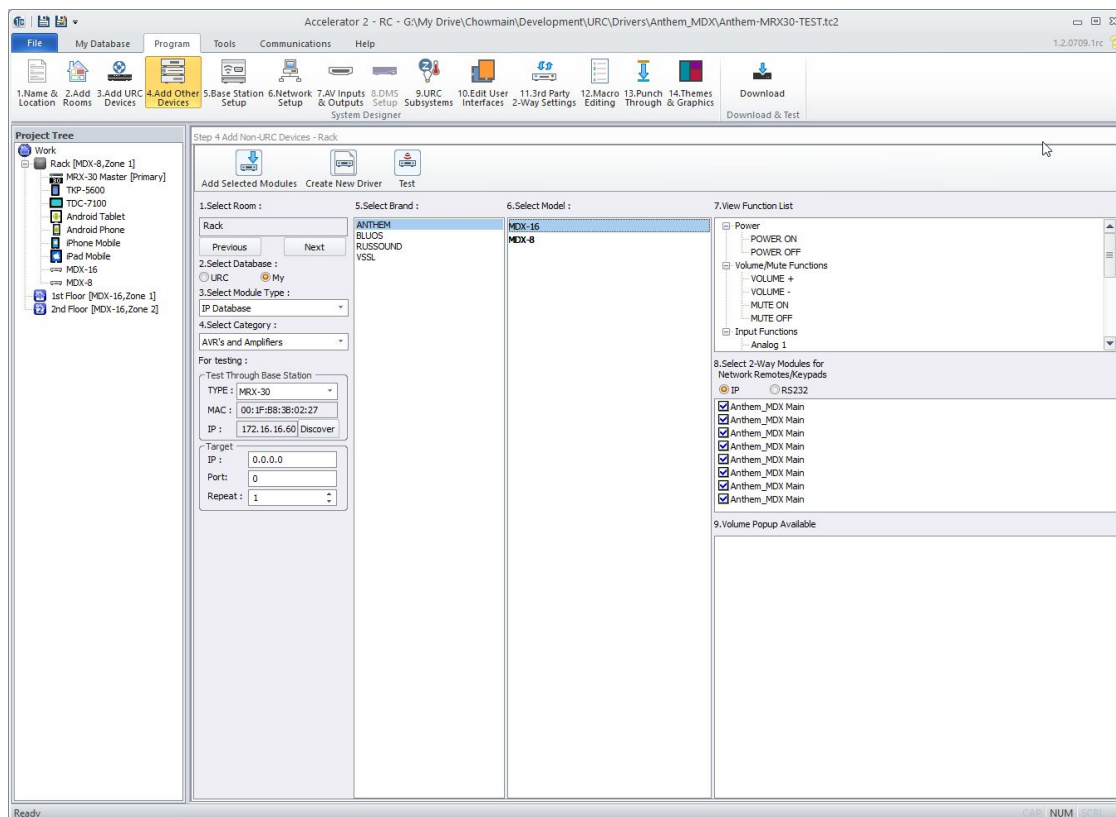 Accelerator 2 - RC - G:\My Drive\Chowmain\Development\URC\Drivers\Anthem_MDX\Anthem-MRX30-TEST.tc2
File My Database Program Tools Communications Help 1.2.0709.1rc
1.Name & Location
2.Add Rooms
3.Add URC Devices
4.Add Other Devices
5.Base Station Setup
6.Network Setup
7.AV Inputs & Outputs
8.DMS Setup
9.URC Subsystems
10.Edit User Interfaces
11.3rd Party 2-Way Settings
12.Macro Editing
13.Punch Through
14.Themes & Graphics
Download
System Designer
Download & Test
Project Tree
Work
Rack [MDX-8,Zone 1]
MRX-30 Master [Primary]
TKP-5600
TDC-7100
Android Tablet
Android Phone
iPhone Mobile
iPad Mobile
MDX-16
MDX-8
1st Floor [MDX-16,Zone 1]
2nd Floor [MDX-16,Zone 2]
Step 4 Add Non-URC Devices - Rack
Add Selected Modules Create New Driver Test
1.Select Room :
Rack
Previous Next
2.Select Database :
URC My
3.Select Module Type :
IP Database
4.Select Category :
AVR's and Amplifiers
For testing :
Test Through Base Station
TYPE : MRX-30
MAC : 00:1F:B8:3B:02:27
IP : 172.16.16.60 Discover
Target
IP : 0.0.0.0
Port: 0
Repeat : 1
5.Select Brand :
ANTHEM
BLUOS
RUSSOUND
VSSL
6.Select Model :
MDX-16
MDX-8
7.View Function List
Power
POWER ON
POWER OFF
Volume/Mute Functions
VOLUME +
VOLUME -
MUTE ON
MUTE OFF
Input Functions
Analog 1
8.Select 2-Way Modules for
Network Remotes/Keypads
IP RS232
Anthem_MDX Main
Anthem_MDX Main
Anthem_MDX Main
Anthem_MDX Main
Anthem_MDX Main
Anthem_MDX Main
Anthem_MDX Main
Anthem_MDX Main
9.Volume Popup Available
Ready CAP NUM SCRL